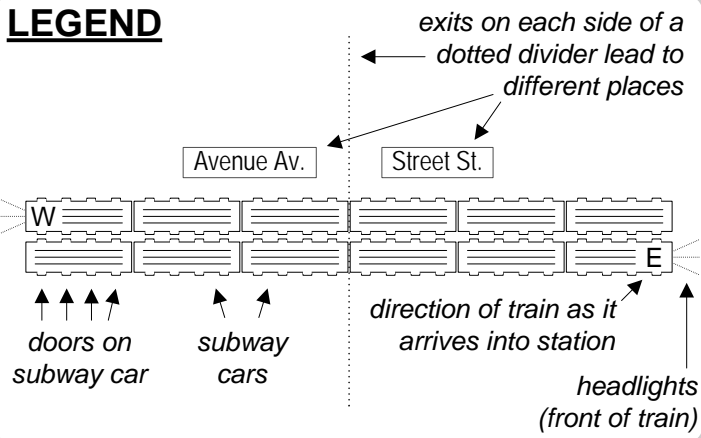 LEGEND
exits on each side of a
dotted divider lead to
different places
Avenue Av.
Street St.
W
E
doors on
subway car
subway
cars
direction of train as it
arrives into station
headlights
(front of train)